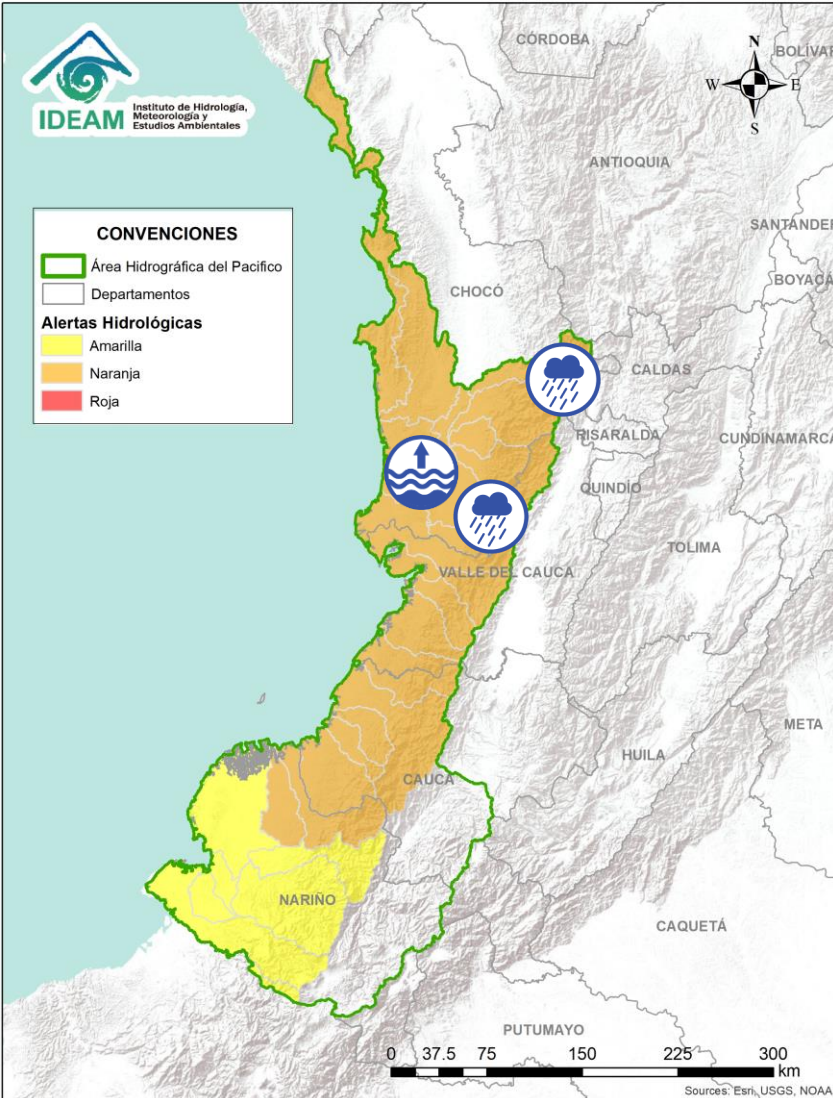 IDEAM
Instituto de Hidrología,
Meteorología y
Estudios Ambientales
CÓRDOBA
BOLÍVAR
N
W
E
S
ANTIOQUIA
CONVENCIONES
Área Hidrográfica del Pacifico
Departamentos
Alertas Hidrológicas
Amarilla
Naranja
Roja
SANTANDER
BOYACÁ
CHOCÓ
CALDAS
RISARALDA
CUNDINAMARCA
QUINDÍO
TOLIMA
VALLE DEL CAUCA
META
HUILA
CAUCA
NARIÑO
CAQUETÁ
PUTUMAYO
0 37.5 75 150 225 300
km
Sources: Esri, USGS, NOAA